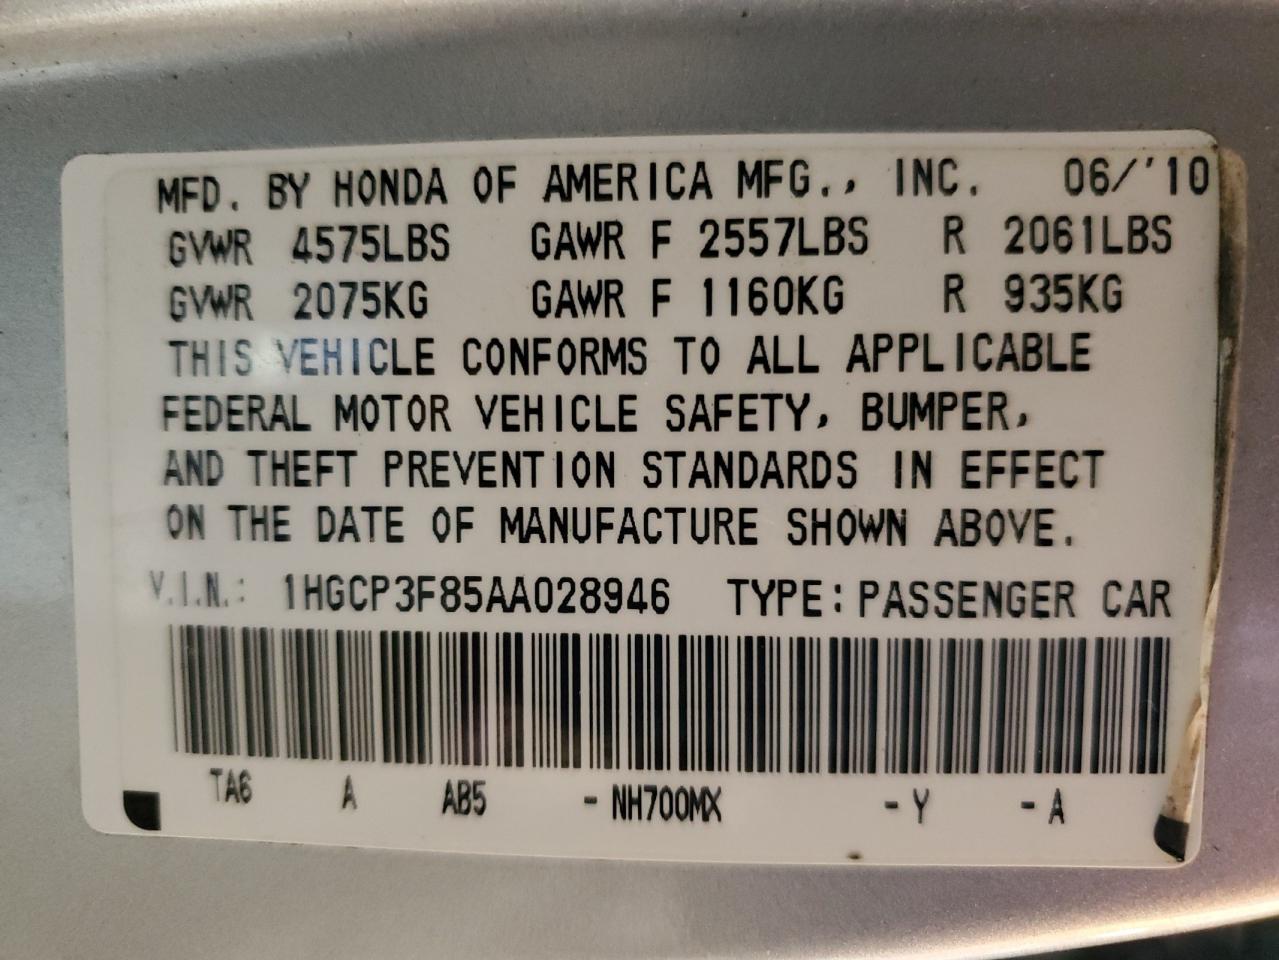 MFD. BY HONDA OF AMERICA MFG., INC. 06/'10
GVWR 4575LBS GAWR F 2557LBS R 2061LBS
GVWR 2075KG GAWR F 1160KG R 935KG
THIS VEHICLE CONFORMS TO ALL APPLICABLE
FEDERAL MOTOR VEHICLE SAFETY, BUMPER,
AND THEFT PREVENTION STANDARDS IN EFFECT
ON THE DATE OF MANUFACTURE SHOWN ABOVE.
V.I.N.: 1HGCP3F85AA028946 TYPE: PASSENGER CAR
TA6 A AB5 - NH700MX - Y - A